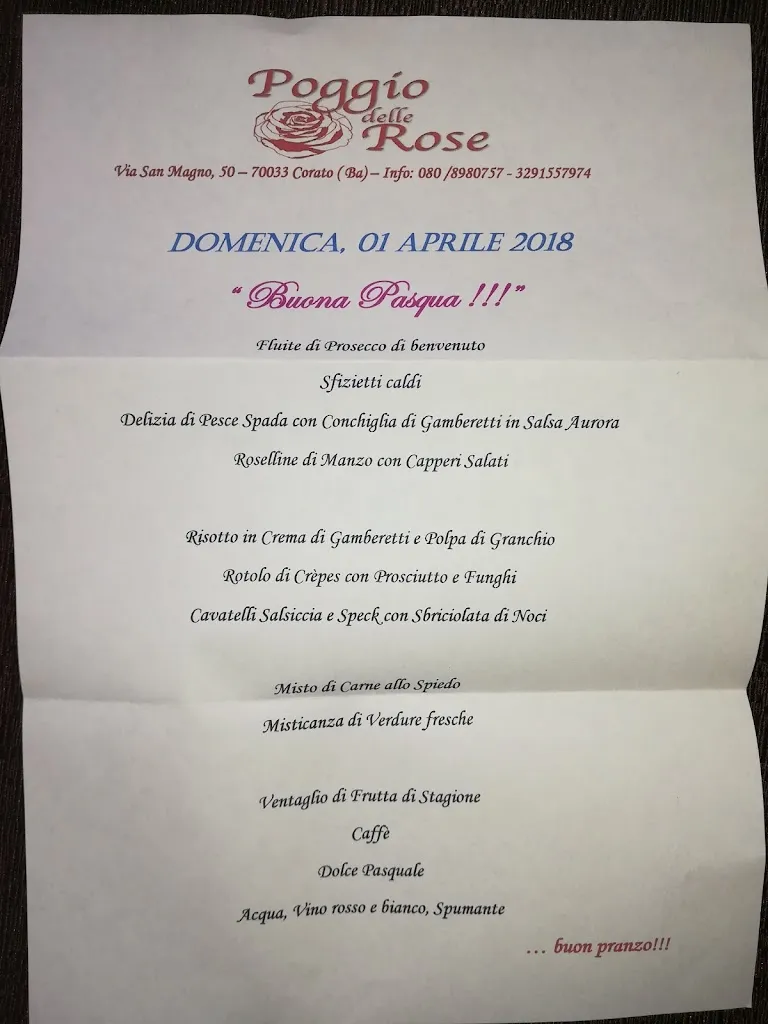 Poggio
delle
Rose
Via San Magno, 50 – 70033 Corato (Ba) – Info: 080 /8980757 - 3291557974
DOMENICA, 01 APRILE 2018
“ Buona Pasqua !!!”
Fluite di Prosecco di benvenuto
Sfizietti caldi
Delizia di Pesce Spada con Conchiglia di Gamberetti in Salsa Aurora
Roselline di Manzo con Capperi Salati
Risotto in Crema di Gamberetti e Polpa di Granchio
Rotolo di Crèpes con Prosciutto e Funghi
Cavatelli Salsiccia e Speck con Sbriciolata di Noci
Misto di Carne allo Spiedo
Misticanza di Verdure fresche
Ventaglio di Frutta di Stagione
Caffè
Dolce Pasquale
Acqua, Vino rosso e bianco, Spumante
… buon pranzo!!!